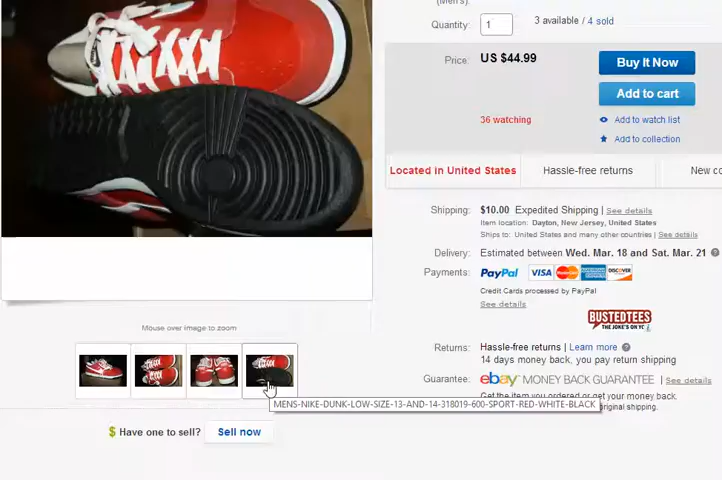 (Men's)
Quantity: 1 3 available / 4 sold
Price: US $44.99 Buy It Now
Add to cart
36 watching Add to watch list
Add to collection
Located in United States Hassle-free returns New co
Shipping: $10.00 Expedited Shipping | See details
Item location: Dayton, New Jersey, United States
Ships to: United States and many other countries | See details
Delivery: Estimated between Wed. Mar. 18 and Sat. Mar. 21
Payments: PayPal VISA MasterCard DISCOVER
Credit Cards processed by PayPal
See details
BUSTEDTEES
THE JOKE'S ON YOU
Mouse over image to zoom
Returns: Hassle-free returns | Learn more
14 days money back, you pay return shipping
Guarantee: ebay MONEY BACK GUARANTEE | See details
Get the item you ordered or get your money back.
original shipping.
MENS-NIKE-DUNK-LOW-SIZE-13-AND-14-318019-600-SPORT-RED-WHITE-BLACK
$ Have one to sell? Sell now